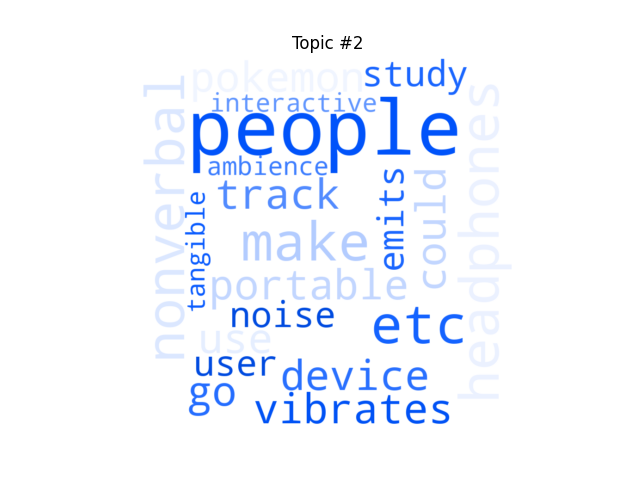 Topic #2
pokemon
study
interactive
people
nonverbal
headphones
ambience
track
emits
could
tangible
make
portable
noise
etc
use
user
device
go
vibrates